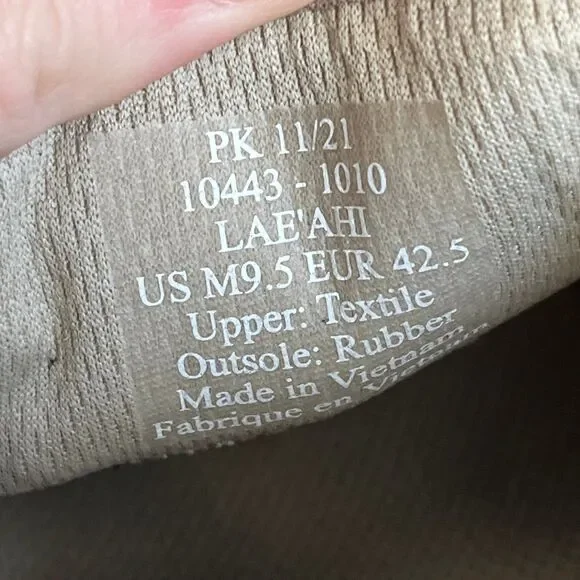 PK 11/21
10443 - 1010
LAE'AHI
US M9.5 EUR 42.5
Upper: Textile
Outsole: Rubber
Made in Vietnam
Fabrique en Vietnam